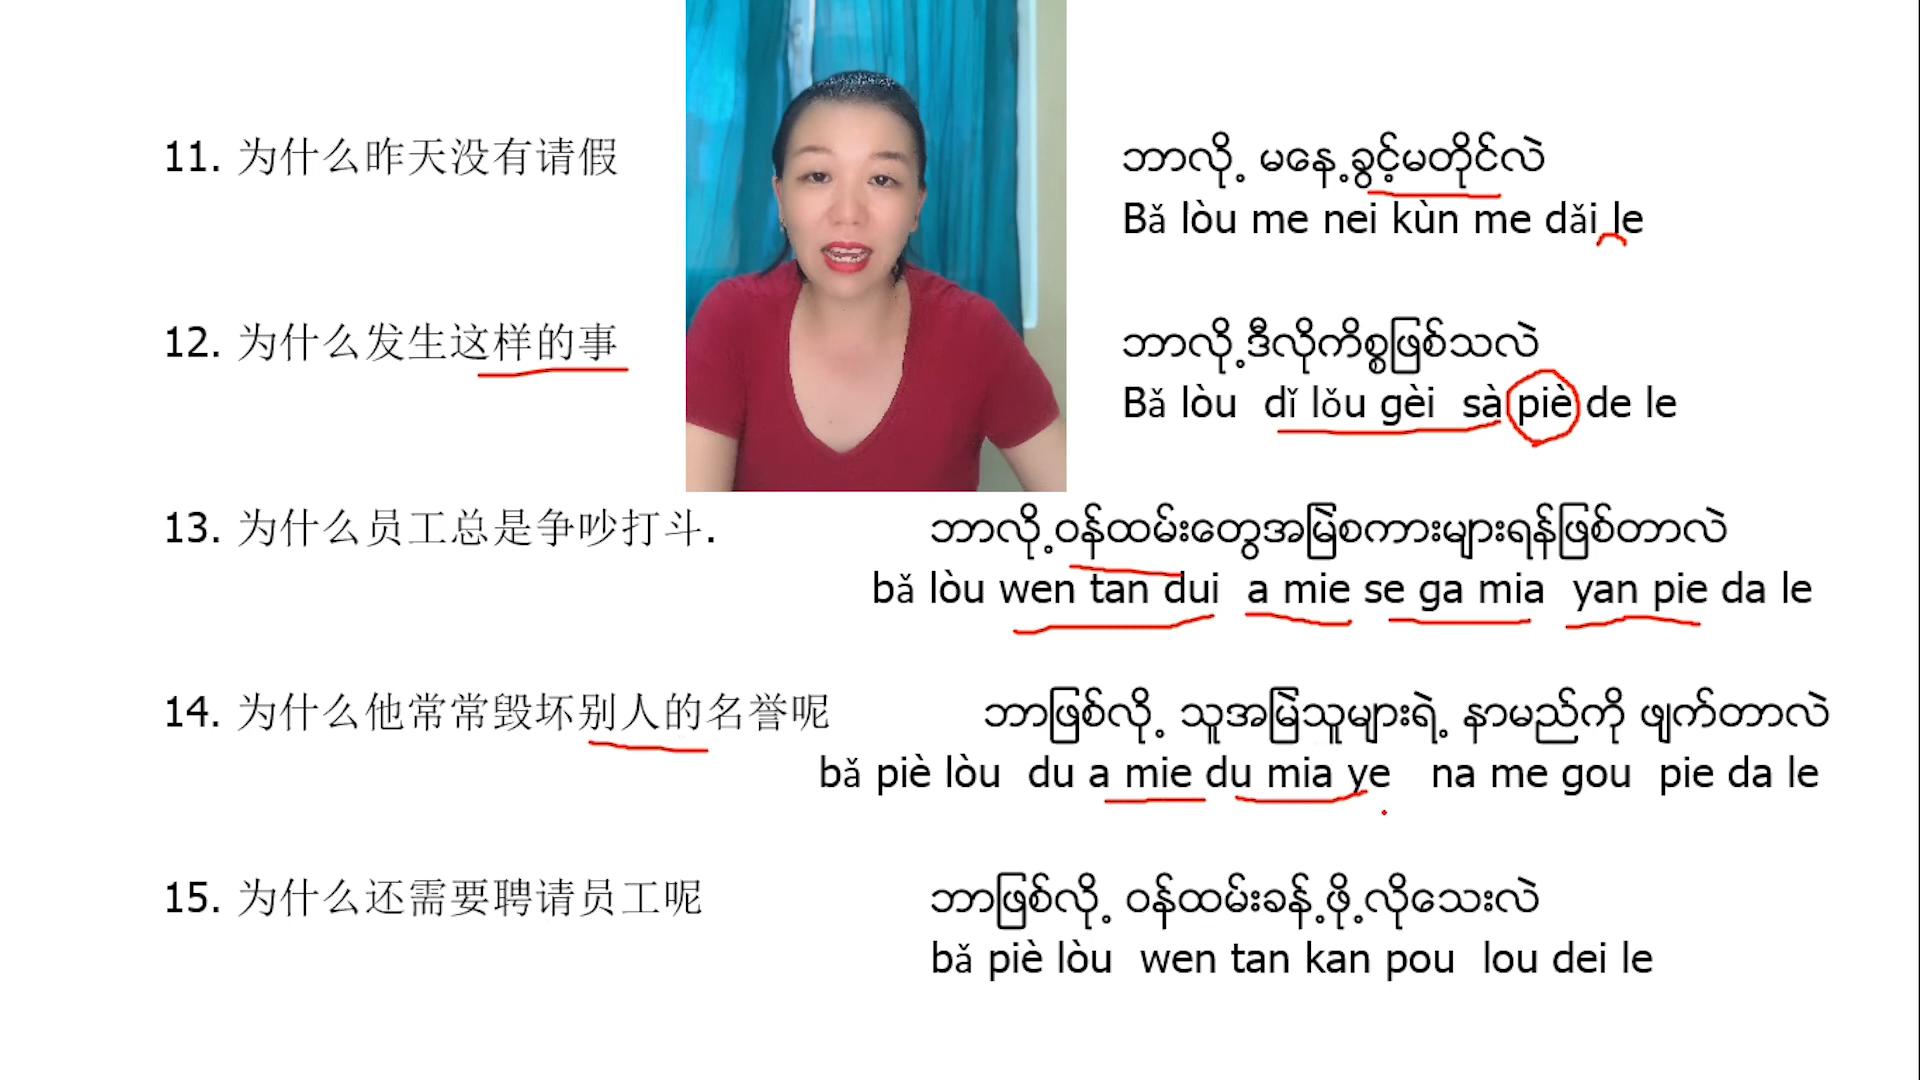 11. 为什么昨天没有请假
ဘာလို့ မနေ့ခွင့်မတိုင်လဲ
Bǎ lòu me nei kùn me dǎi le
12. 为什么发生这样的事
ဘာလို့ဒီလိုကိစ္စဖြစ်သလဲ
Bǎ lòu dǐ lǒu gèi sà piè de le
13. 为什么员工总是争吵打斗.
ဘာလို့ဝန်ထမ်းတွေအမြဲစကားများရန်ဖြစ်တာလဲ
bǎ lòu wen tan dui a mie se ga mia yan pie da le
14. 为什么他常常毁坏别人的名誉呢
ဘာဖြစ်လို့ သူအမြဲသူများရဲ့ နာမည်ကို ဖျက်တာလဲ
bǎ piè lòu du a mie du mia ye na me gou pie da le
15. 为什么还需要聘请员工呢
ဘာဖြစ်လို့ ဝန်ထမ်းခန့်ဖို့လိုသေးလဲ
bǎ piè lòu wen tan kan pou lou dei le